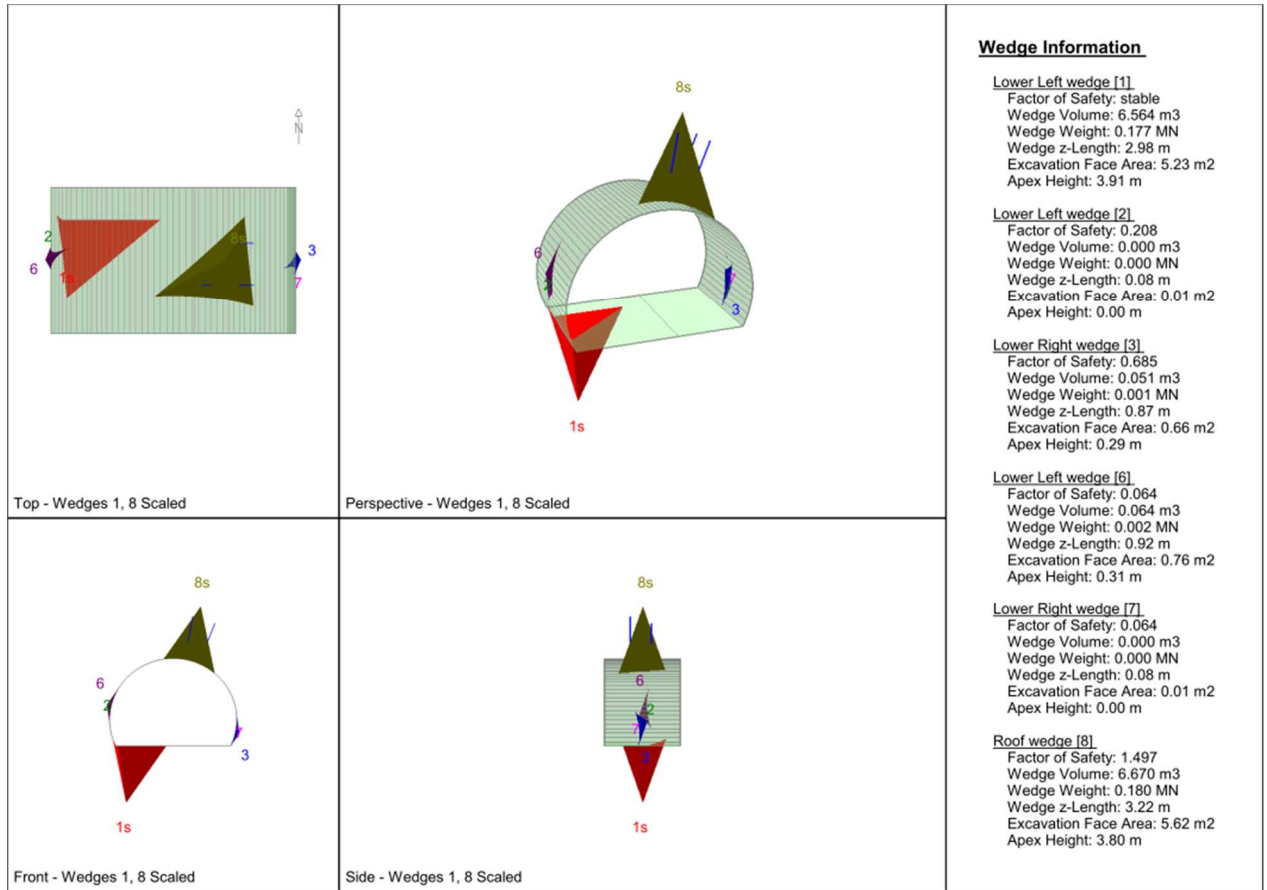 8s
N
2
6
1s
8s
3
7
Top - Wedges 1, 8 Scaled
8s
6
2
7
3
1s
Perspective - Wedges 1, 8 Scaled
8s
6
2
7
3
1s
Front - Wedges 1, 8 Scaled
8s
6
2
7
3
1s
Side - Wedges 1, 8 Scaled
Wedge Information
Lower Left wedge [1]
Factor of Safety: stable
Wedge Volume: 6.564 m3
Wedge Weight: 0.177 MN
Wedge z-Length: 2.98 m
Excavation Face Area: 5.23 m2
Apex Height: 3.91 m
Lower Left wedge [2]
Factor of Safety: 0.208
Wedge Volume: 0.000 m3
Wedge Weight: 0.000 MN
Wedge z-Length: 0.08 m
Excavation Face Area: 0.01 m2
Apex Height: 0.00 m
Lower Right wedge [3]
Factor of Safety: 0.685
Wedge Volume: 0.051 m3
Wedge Weight: 0.001 MN
Wedge z-Length: 0.87 m
Excavation Face Area: 0.66 m2
Apex Height: 0.29 m
Lower Left wedge [6]
Factor of Safety: 0.064
Wedge Volume: 0.064 m3
Wedge Weight: 0.002 MN
Wedge z-Length: 0.92 m
Excavation Face Area: 0.76 m2
Apex Height: 0.31 m
Lower Right wedge [7]
Factor of Safety: 0.064
Wedge Volume: 0.000 m3
Wedge Weight: 0.000 MN
Wedge z-Length: 0.08 m
Excavation Face Area: 0.01 m2
Apex Height: 0.00 m
Roof wedge [8]
Factor of Safety: 1.497
Wedge Volume: 6.670 m3
Wedge Weight: 0.180 MN
Wedge z-Length: 3.22 m
Excavation Face Area: 5.62 m2
Apex Height: 3.80 m